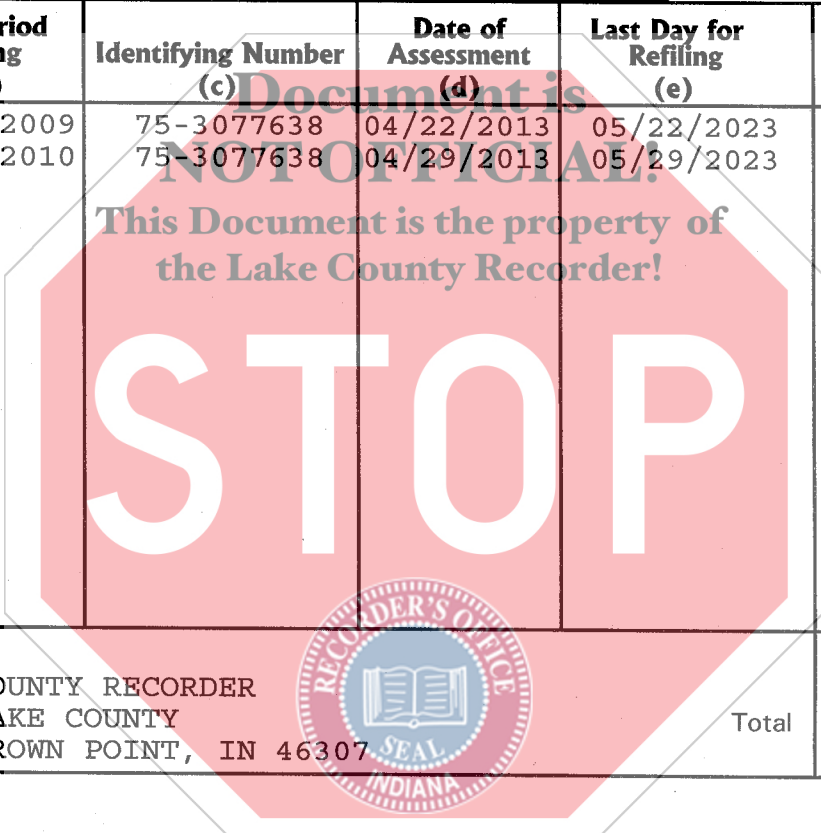 Identifying Number
(c)
Date of
Assessment
(d)
Last Day for
Refiling
(e)
2009 75-3077638 04/22/2013 05/22/2023
2010 75-3077638 04/29/2013 05/29/2023
Document is
NOT OFFICIAL!
This Document is the property of
the Lake County Recorder!
STOP
RECORDER'S OFFICE
SEAL
INDIANA
OUNTY RECORDER
AKE COUNTY
ROWN POINT, IN 46307
Total